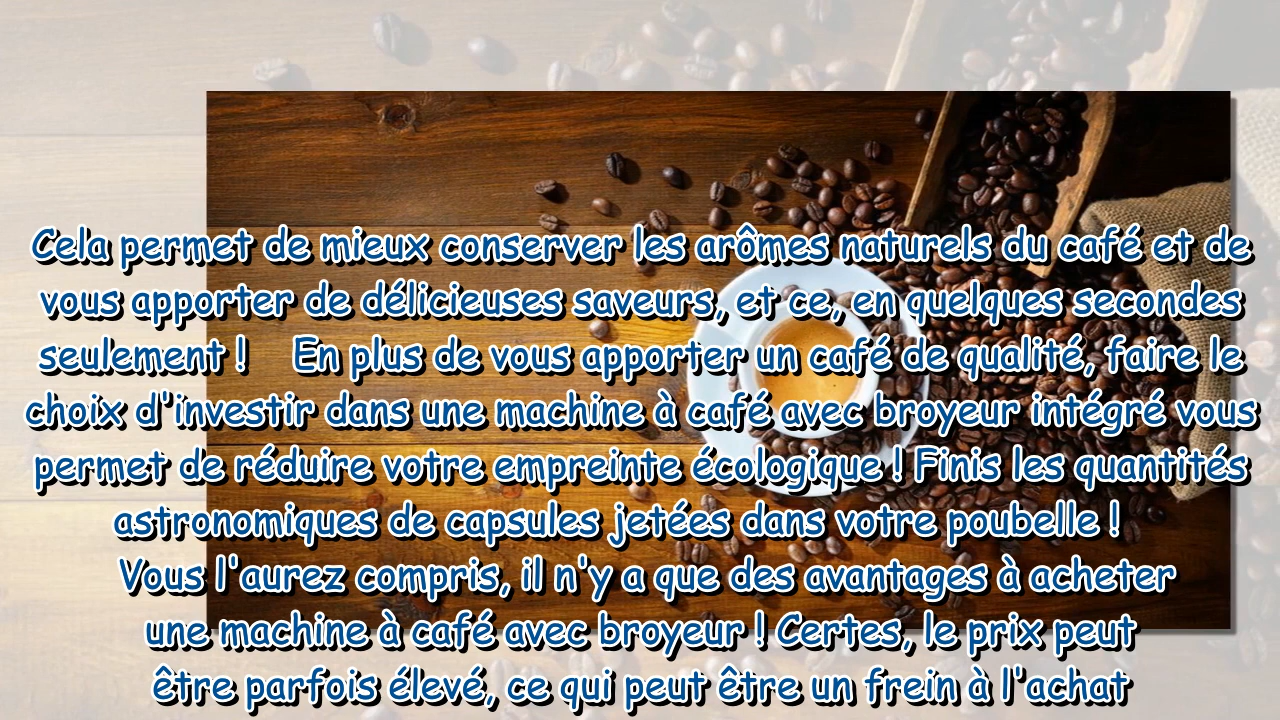 Cela permet de mieux conserver les arômes naturels du café et de
vous apporter de délicieuses saveurs, et ce, en quelques secondes
seulement ! En plus de vous apporter un café de qualité, faire le
choix d'investir dans une machine à café avec broyeur intégré vous
permet de réduire votre empreinte écologique ! Finis les quantités
astronomiques de capsules jetées dans votre poubelle !
Vous l'aurez compris, il n'y a que des avantages à acheter
une machine à café avec broyeur ! Certes, le prix peut
être parfois élevé, ce qui peut être un frein à l'achat